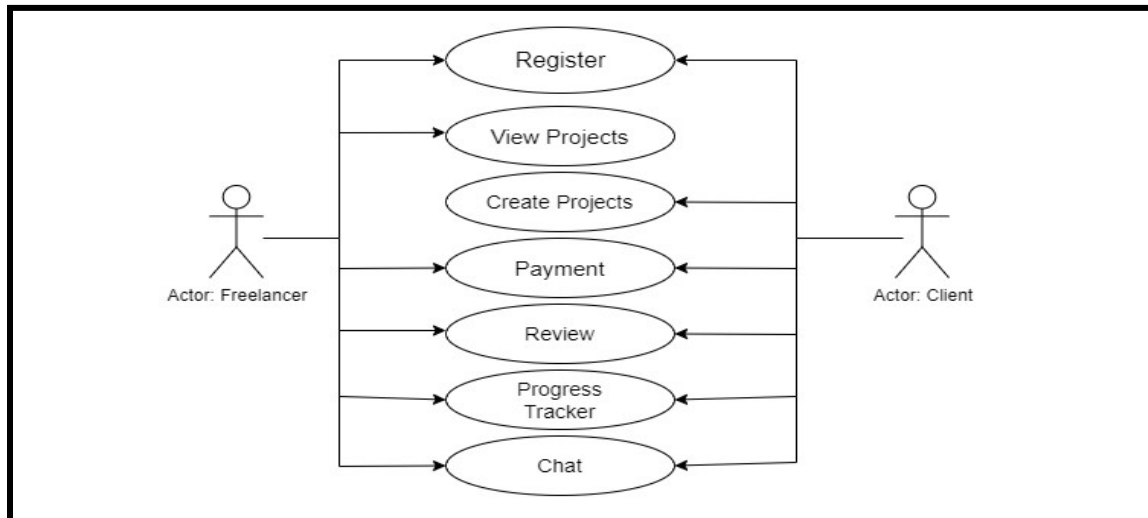 Register
View Projects
Create Projects
Payment
Actor: Freelancer
Actor: Client
Review
Progress
Tracker
Chat